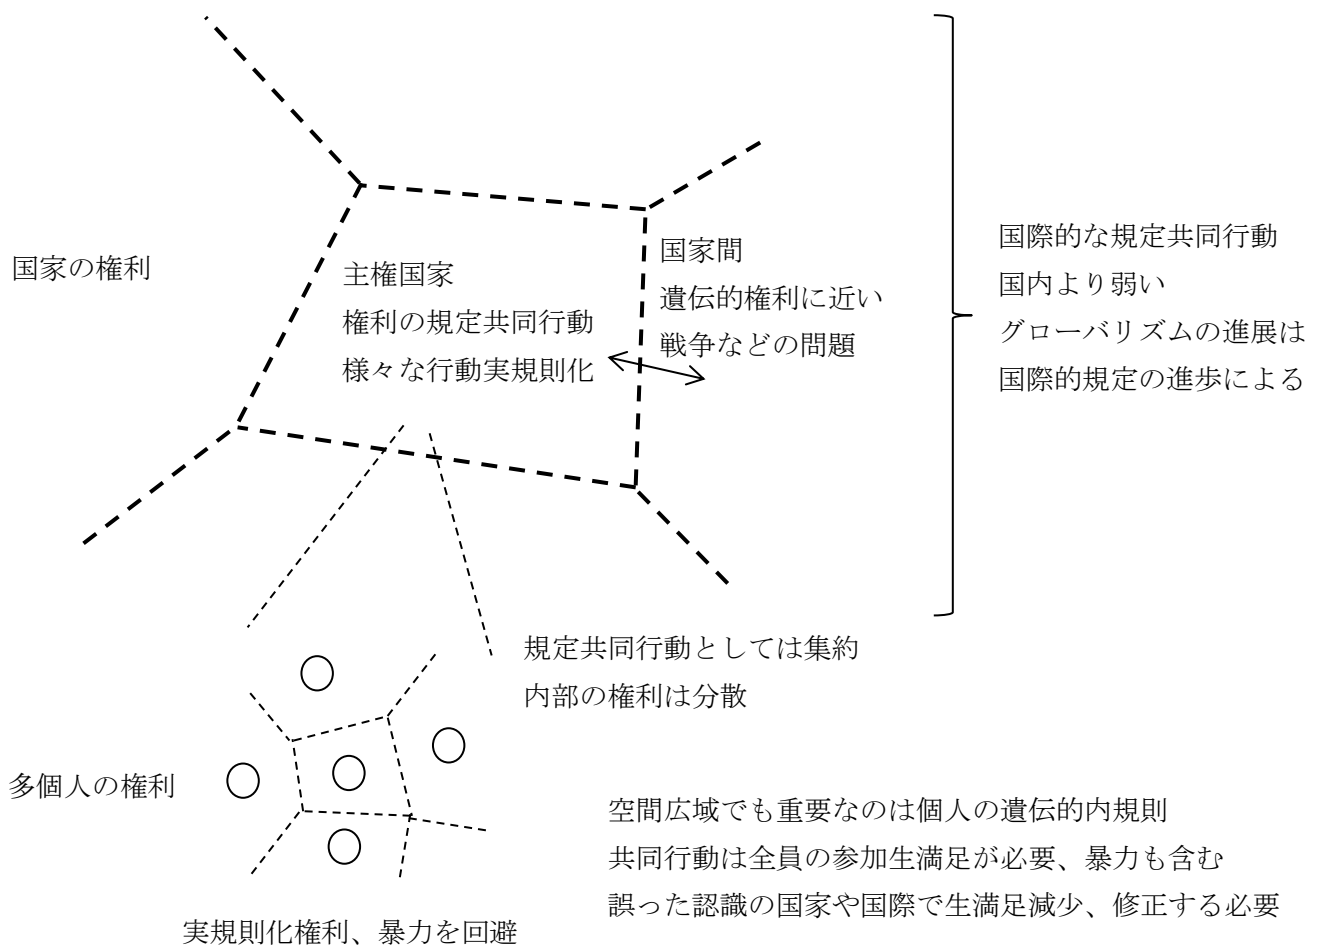 国家の権利
主権国家
権利の規定共同行動
様々な行動実規則化
国家間
遺伝的権利に近い
戦争などの問題
国際的な規定共同行動
国内より弱い
グローバリズムの進展は
国際的規定の進歩による
規定共同行動としては集約
内部の権利は分散
多個人の権利
空間広域でも重要なのは個人の遺伝的内規則
共同行動は全員の参加生満足が必要、暴力も含む
誤った認識の国家や国際で生満足減少、修正する必要
実規則化権利、暴力を回避